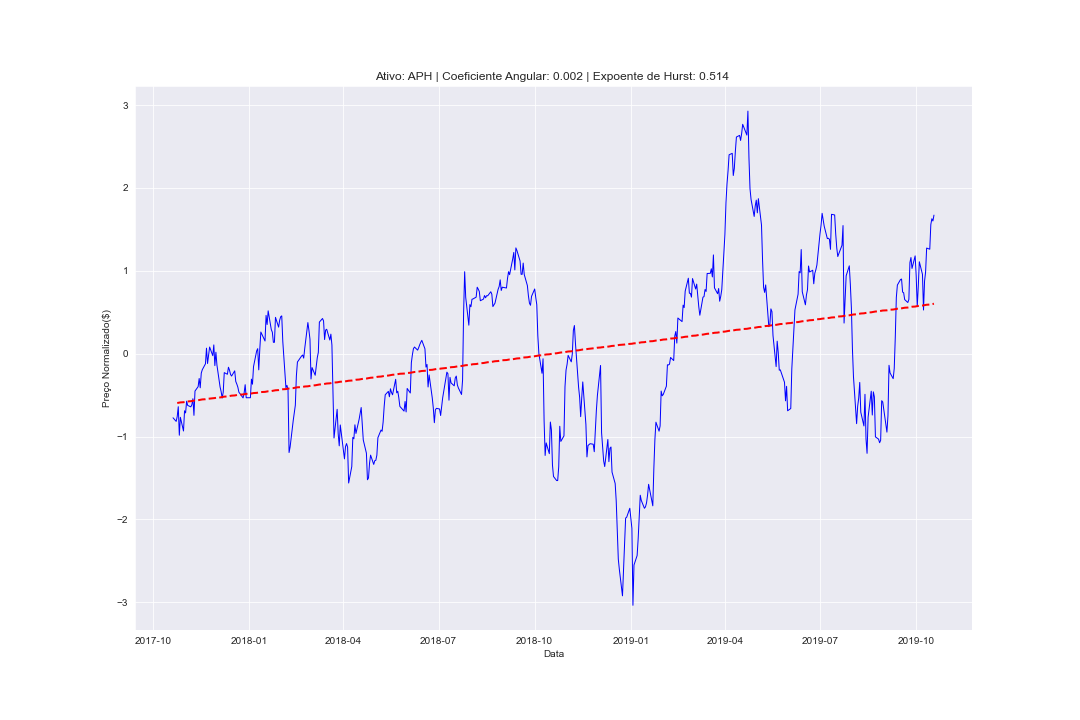 Ativo: APH | Coeficiente Angular: 0.002 | Expoente de Hurst: 0.514
Preço Normalizado($)
3
2
1
0
−1
−2
−3
2017-10 2018-01 2018-04 2018-07 2018-10 2019-01 2019-04 2019-07 2019-10
Data